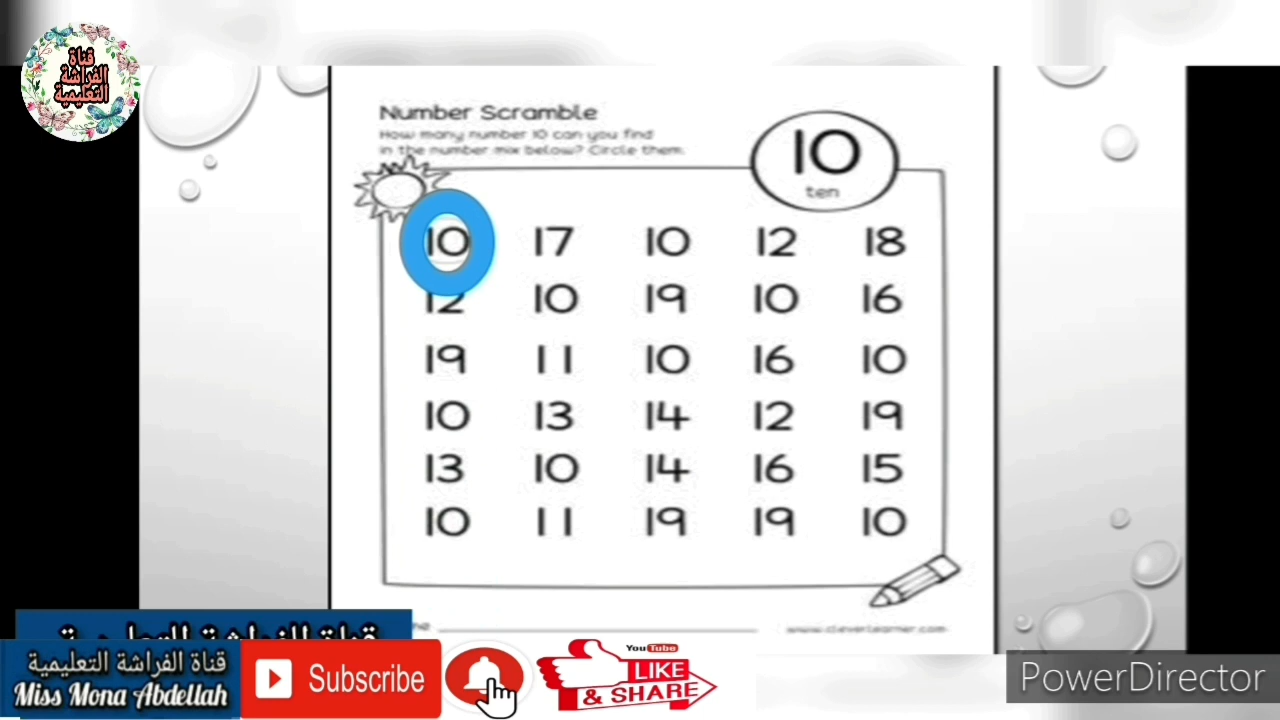 قناة
الفراشة
التعليمية
Number Scramble
How many number 10 can you find
in the number mix below? Circle them.
10
ten
10 17 10 12 18
12 10 19 10 16
19 11 10 16 10
10 13 14 12 19
13 10 14 16 15
10 11 19 19 10
www.cleverlearner.com
قناة الفراشة التعليمية
قناة الفراشة التعليمية
Miss Mona Abdellah
Subscribe
YouTube
LIKE
& SHARE
PowerDirector